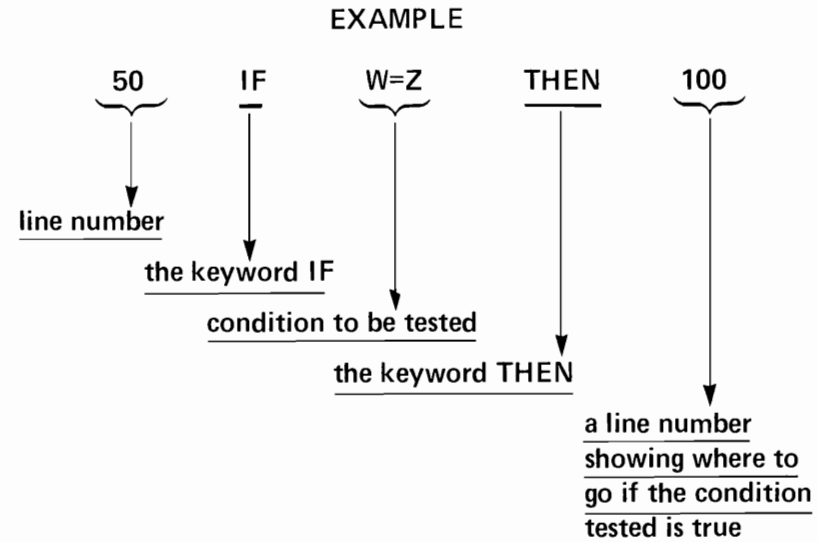 EXAMPLE
50 IF W=Z THEN 100
line number
the keyword IF
condition to be tested
the keyword THEN
a line number
showing where to
go if the condition
tested is true